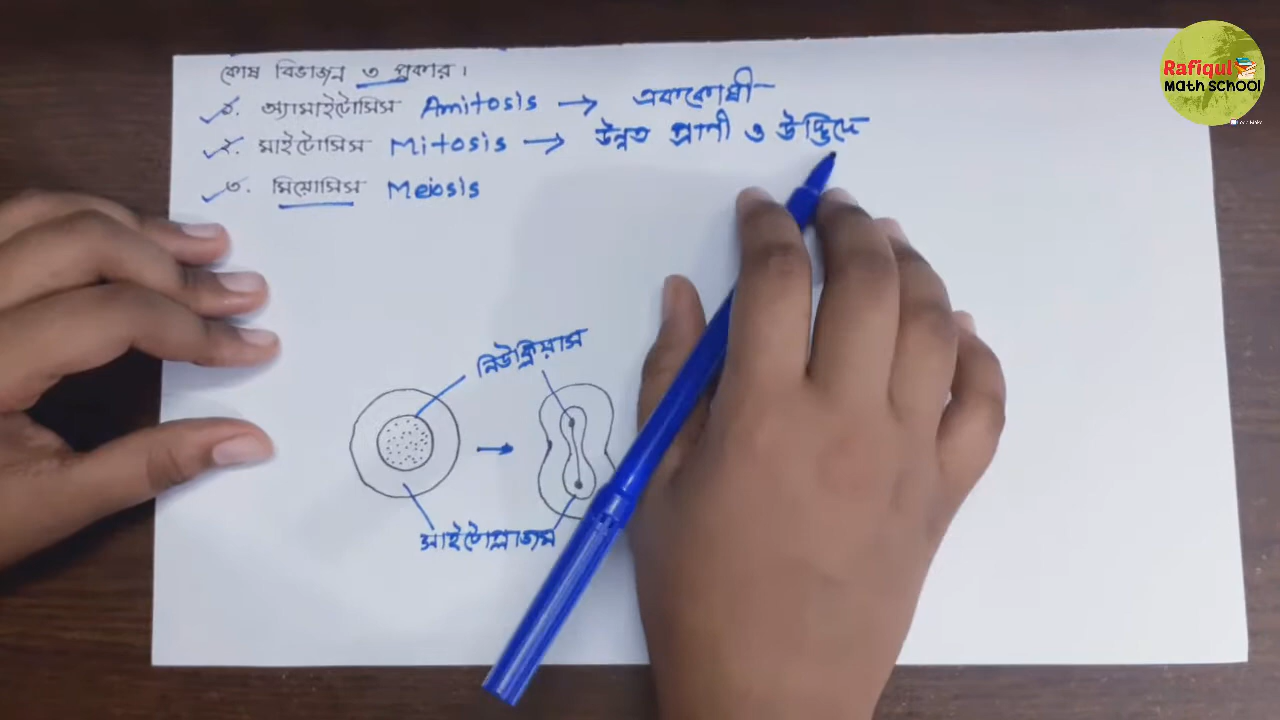 কোষ বিভাজন ৩ প্রকার ।
১. অ্যামাইটোসিস Amitosis → এককোষী
২. মাইটোসিস Mitosis → উন্নত প্রাণী ও উদ্ভিদে
৩. মিয়োসিস Meiosis
নিউক্লিয়াস
সাইটোপ্লাজম
Rafiqul
Math School